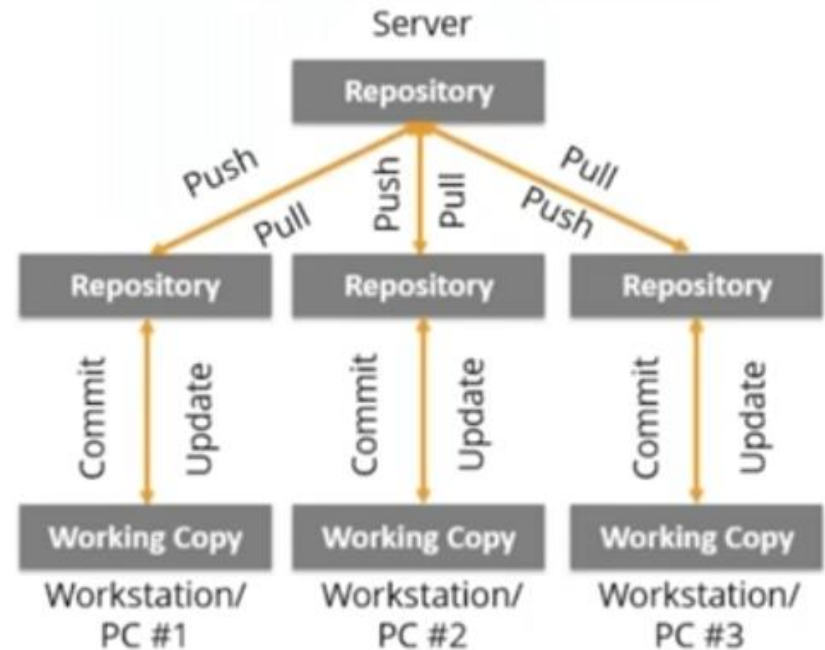 Server
Repository
Push
Pull
Push
Pull
Pull
Push
Repository
Repository
Repository
Commit
Update
Commit
Update
Commit
Update
Working Copy
Working Copy
Working Copy
Workstation/
PC #1
Workstation/
PC #2
Workstation/
PC #3